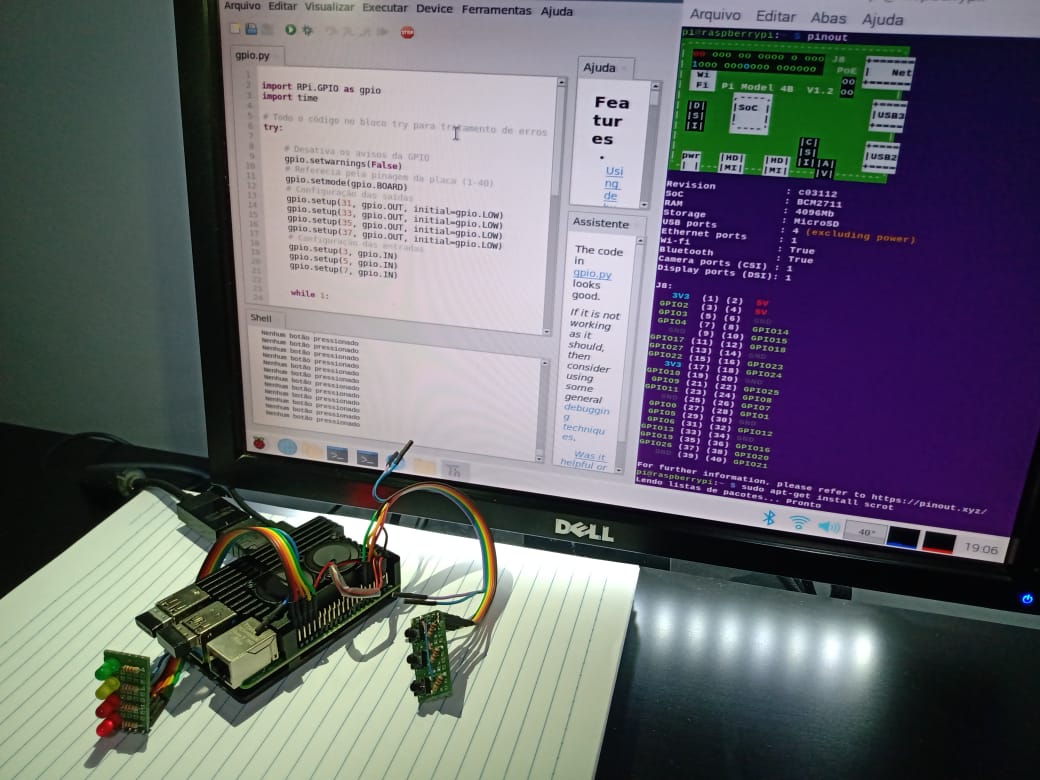 Arquivo Editar Visualizar Executar Device Ferramentas Ajuda
STOP
gpio.py
1
2
3
4
5
6
7
8
9
10
11
12
13
14
15
16
17
18
19
20
21
22
23
24
import RPi.GPIO as gpio
import time
# Todo o código no bloco try para tratamento de erros
try:
# Desativa os avisos da GPIO
gpio.setwarnings(False)
# Referecia pela pinagem da placa (1-40)
gpio.setmode(gpio.BOARD)
# Configuração das saídas
gpio.setup(31, gpio.OUT, initial=gpio.LOW)
gpio.setup(33, gpio.OUT, initial=gpio.LOW)
gpio.setup(35, gpio.OUT, initial=gpio.LOW)
gpio.setup(37, gpio.OUT, initial=gpio.LOW)
# Configuração das entradas
gpio.setup(3, gpio.IN)
gpio.setup(5, gpio.IN)
gpio.setup(7, gpio.IN)
while 1:
Shell
Nenhum botão pressionado
Nenhum botão pressionado
Nenhum botão pressionado
Nenhum botão pressionado
Nenhum botão pressionado
Nenhum botão pressionado
Nenhum botão pressionado
Nenhum botão pressionado
Nenhum botão pressionado
Nenhum botão pressionado
Nenhum botão pressionado
Nenhum botão pressionado
Ajuda
Fea
tur
es
Usi
ng
de
Assistente
The code
in
gpio.py
looks
good.
If it is not
working
as it
should,
then
consider
using
some
general
debuggin
g
techniqu
es.
Was it
helpful or
Arquivo Editar Abas Ajuda
pi@raspberrypi:~ $ pinout
J8
PoE
Wi
Fi
Pi Model 4B V1.2
Net
|D|
|S|
|I|
SoC
USB3
USB2
pwr
|HD|
|MI|
|HD|
|MI|
|C|
|S|
|I|
|A|
|V|
Revision : c03112
SoC : BCM2711
RAM : 4096Mb
Storage : MicroSD
USB ports : 4 (excluding power)
Ethernet ports : 1
Wi-fi : True
Bluetooth : True
Camera ports (CSI) : 1
Display ports (DSI): 1
J8:
3V3 (1) (2) 5V
GPIO2 (3) (4) 5V
GPIO3 (5) (6) GND
GPIO4 (7) (8) GPIO14
GND (9) (10) GPIO15
GPIO17 (11) (12) GPIO18
GPIO27 (13) (14) GND
GPIO22 (15) (16) GPIO23
3V3 (17) (18) GPIO24
GPIO10 (19) (20) GND
GPIO9 (21) (22) GPIO25
GPIO11 (23) (24) GPIO8
GND (25) (26) GPIO7
GPIO0 (27) (28) GPIO1
GPIO5 (29) (30) GND
GPIO6 (31) (32) GPIO12
GPIO13 (33) (34) GND
GPIO19 (35) (36) GPIO16
GPIO26 (37) (38) GPIO20
GND (39) (40) GPIO21
For further information, please refer to https://pinout.xyz/
pi@raspberrypi:~ $ sudo apt-get install scrot
Lendo listas de pacotes... Pronto
40°
19:06
DELL